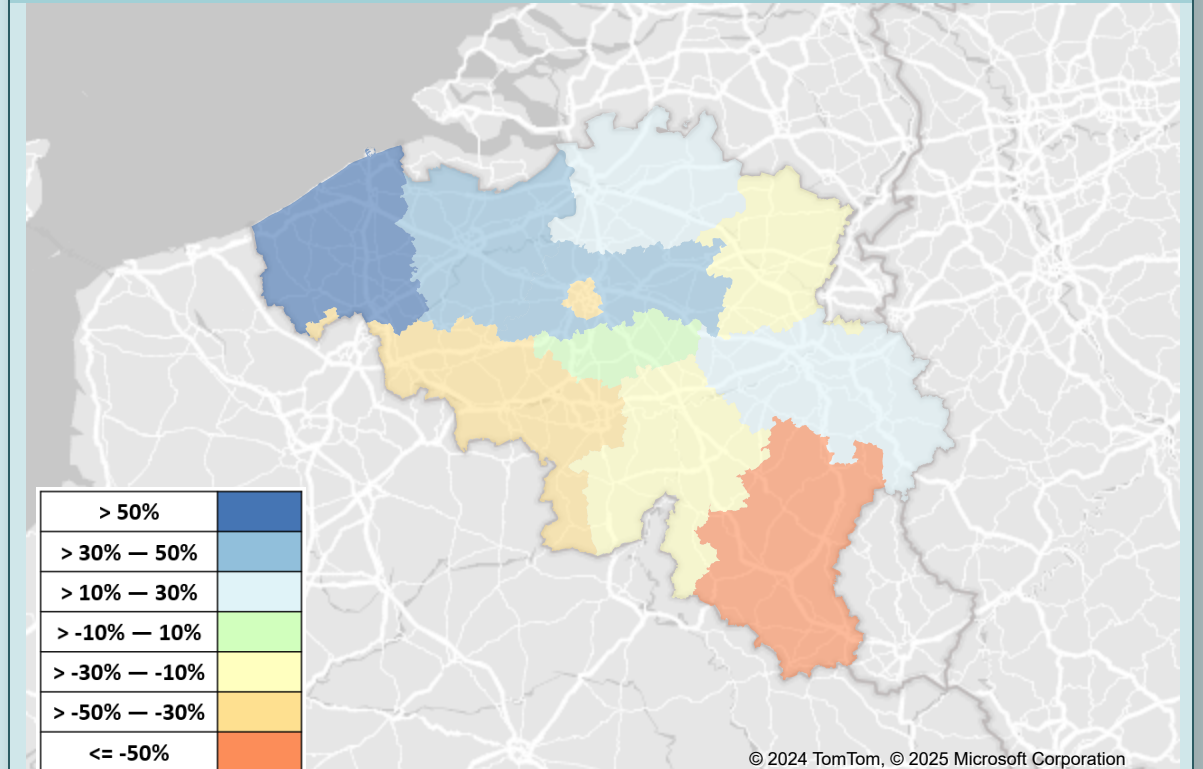 > 50%
> 30% — 50%
> 10% — 30%
> -10% — 10%
> -30% — -10%
> -50% — -30%
<= -50%
© 2024 TomTom, © 2025 Microsoft Corporation